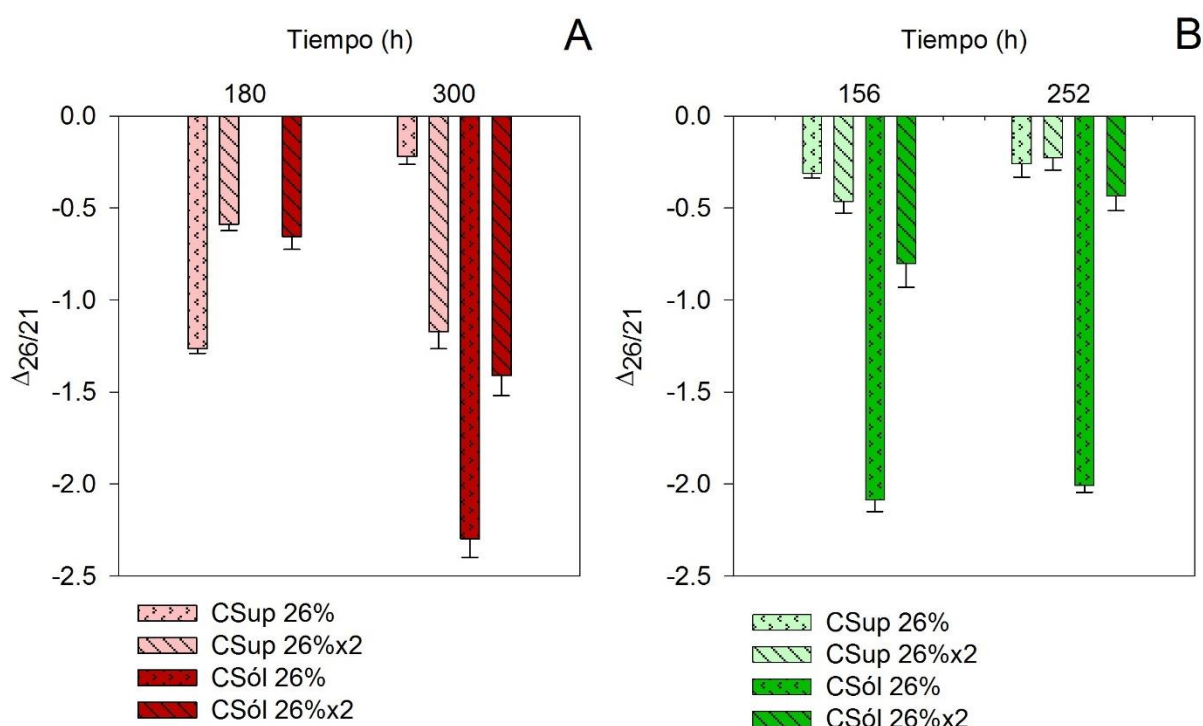 Tiempo (h)
A
180
300
0.0
-0.5
-1.0
-1.5
-2.0
-2.5
Δ26/21
CSup 26%
CSup 26%x2
CSól 26%
CSól 26%x2
Tiempo (h)
B
156
252
0.0
-0.5
-1.0
-1.5
-2.0
-2.5
Δ26/21
CSup 26%
CSup 26%x2
CSól 26%
CSól 26%x2